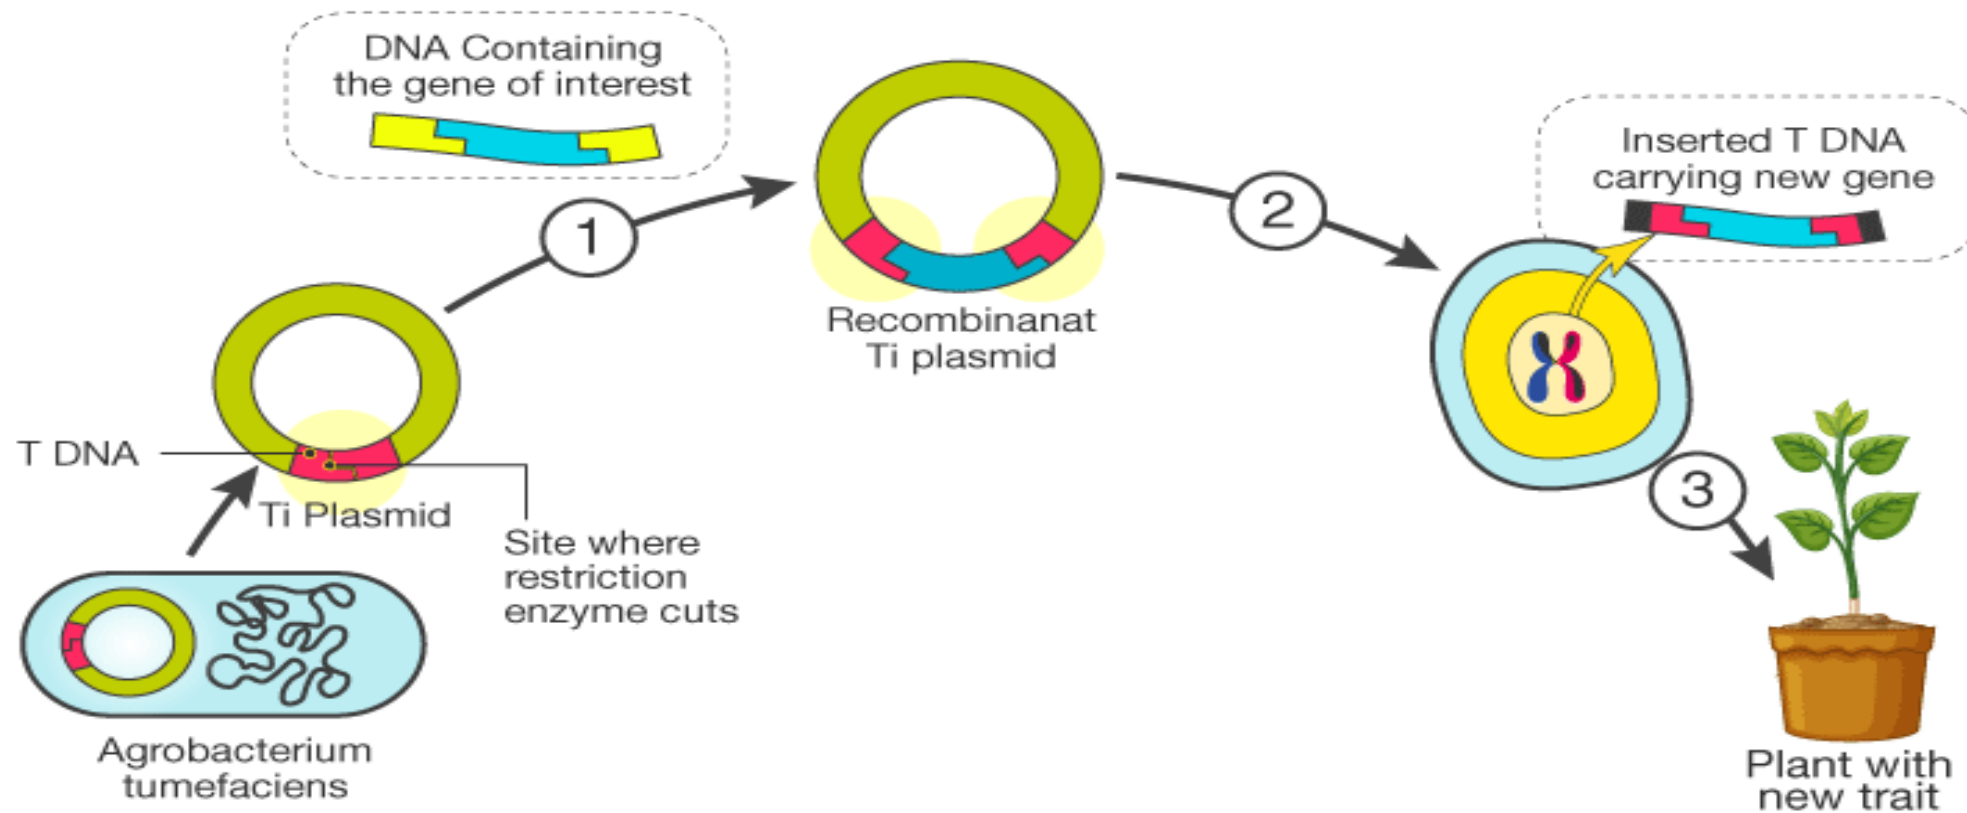 DNA Containing
the gene of interest
1
Recombinanat
Ti plasmid
2
Inserted T DNA
carrying new gene
T DNA
Ti Plasmid
Site where
restriction
enzyme cuts
3
Agrobacterium
tumefaciens
Plant with
new trait